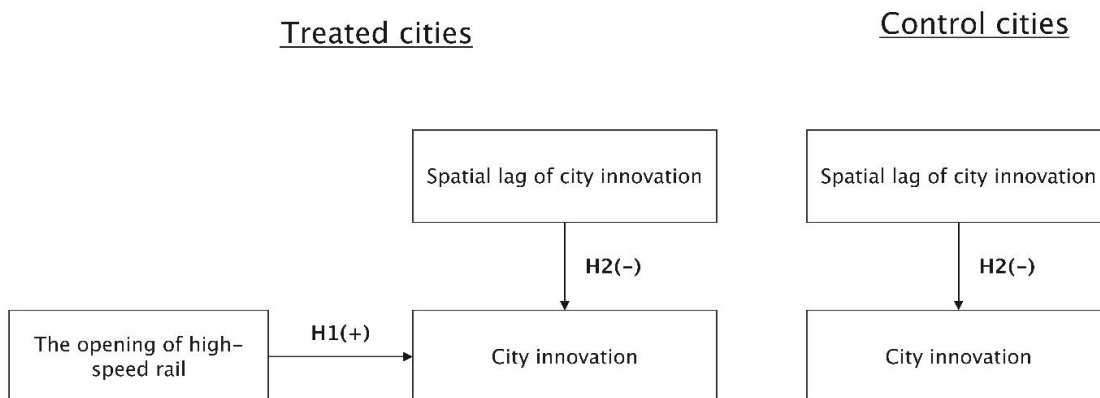 Treated cities
Control cities
Spatial lag of city innovation
Spatial lag of city innovation
H2(-)
H2(-)
The opening of high-
speed rail
H1(+)
City innovation
City innovation